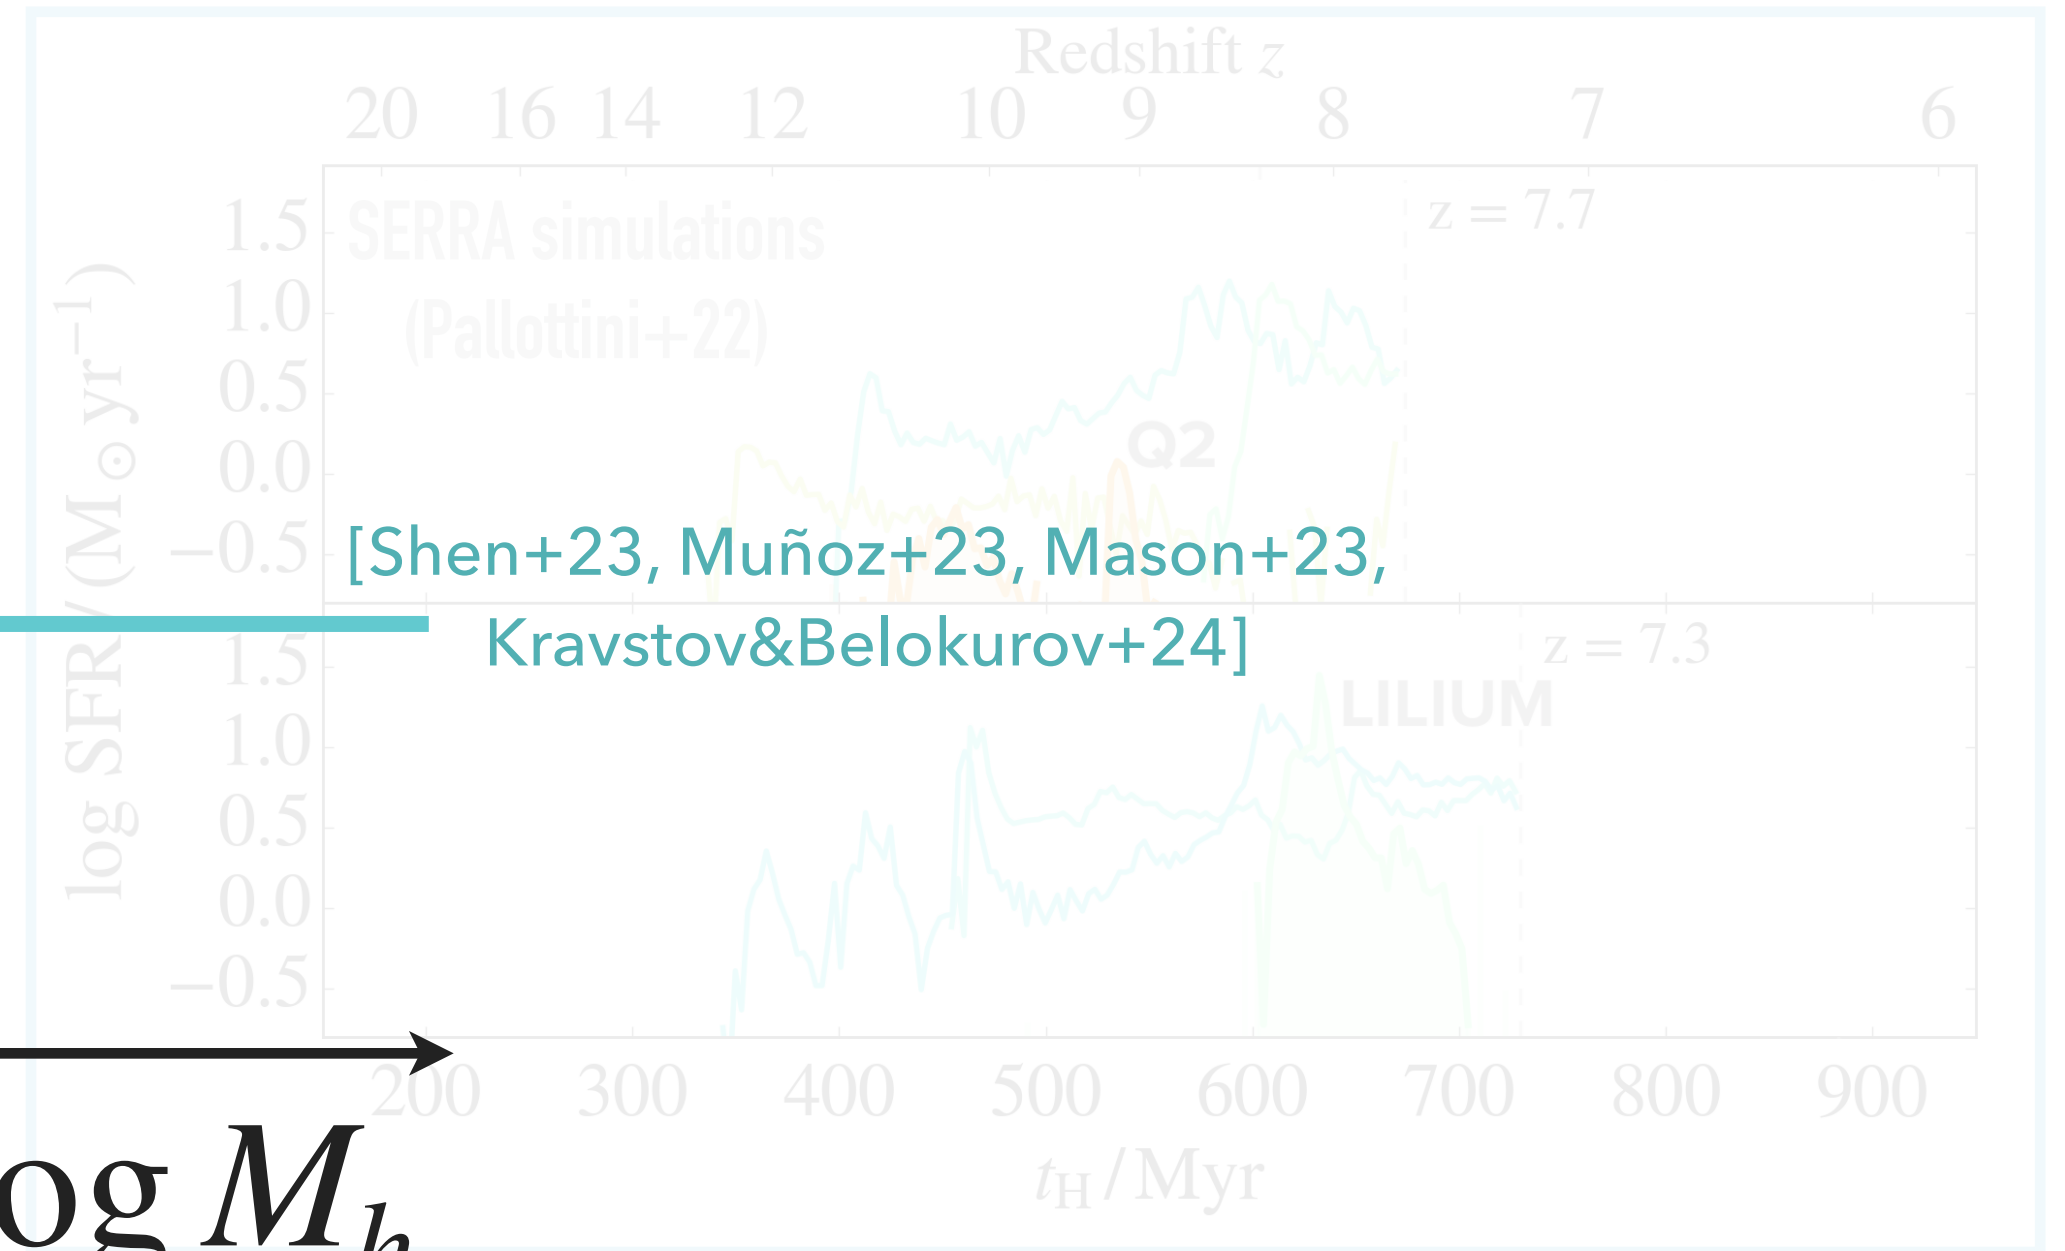 Redshift z
20 16 14 12 10 9 8 7 6
SERRA simulations
(Pallottini+22)
z = 7.7
1.5
1.0
0.5
0.0
−0.5
Q2
[Shen+23, Muñoz+23, Mason+23,
Kravstov&Belokurov+24]
log SFR/(M⊙yr⁻¹)
z = 7.3
LILIUM
1.5
1.0
0.5
0.0
−0.5
200 300 400 500 600 700 800 900
tH/Myr
og Mh